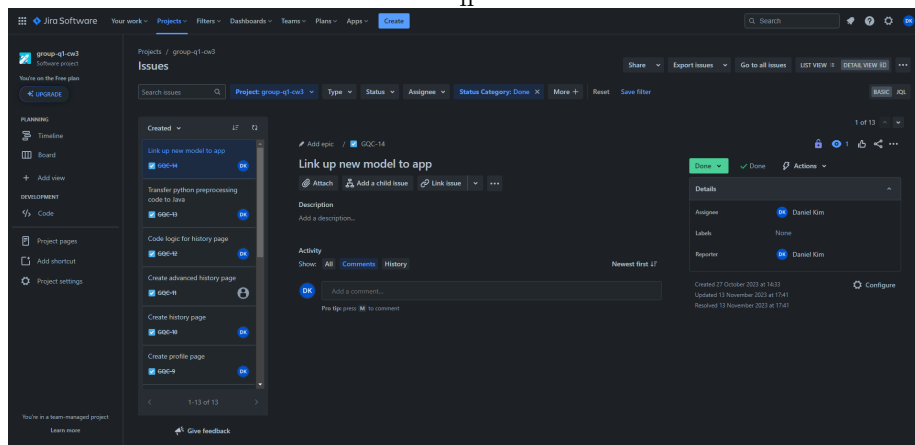 Jira Software Your work Projects Filters Dashboards Teams Plans Apps Create Search
group-q1-cw3
Software project
You're on the Free plan
UPGRADE
PLANNING
Timeline
Board
Add view
DEVELOPMENT
Code
Project pages
Add shortcut
Project settings
You're in a team-managed project
Learn more
Projects / group-q1-cw3
Issues
Share Export issues Go to all issues LIST VIEW DETAIL VIEW
Search issues Project: group-q1-cw3 Type Status Assignee Status Category: Done More + Reset Save filter BASIC JQL
Created
Link up new model to app
GQC-14 DK
Transfer python preprocessing
code to Java
GQC-13 DK
Code logic for history page
GQC-12 DK
Create advanced history page
GQC-11
Create history page
GQC-10 DK
Create profile page
GQC-9 DK
1-13 of 13
Give feedback
1 of 13
Add epic / GQC-14
1
Link up new model to app
Attach Add a child issue Link issue
Description
Add a description...
Activity
Show: All Comments History Newest first
DK Add a comment...
Pro tip: press M to comment
Done Done Actions
Details
Assignee DK Daniel Kim
Labels None
Reporter DK Daniel Kim
Created 27 October 2023 at 14:33 Configure
Updated 13 November 2023 at 17:41
Resolved 13 November 2023 at 17:41